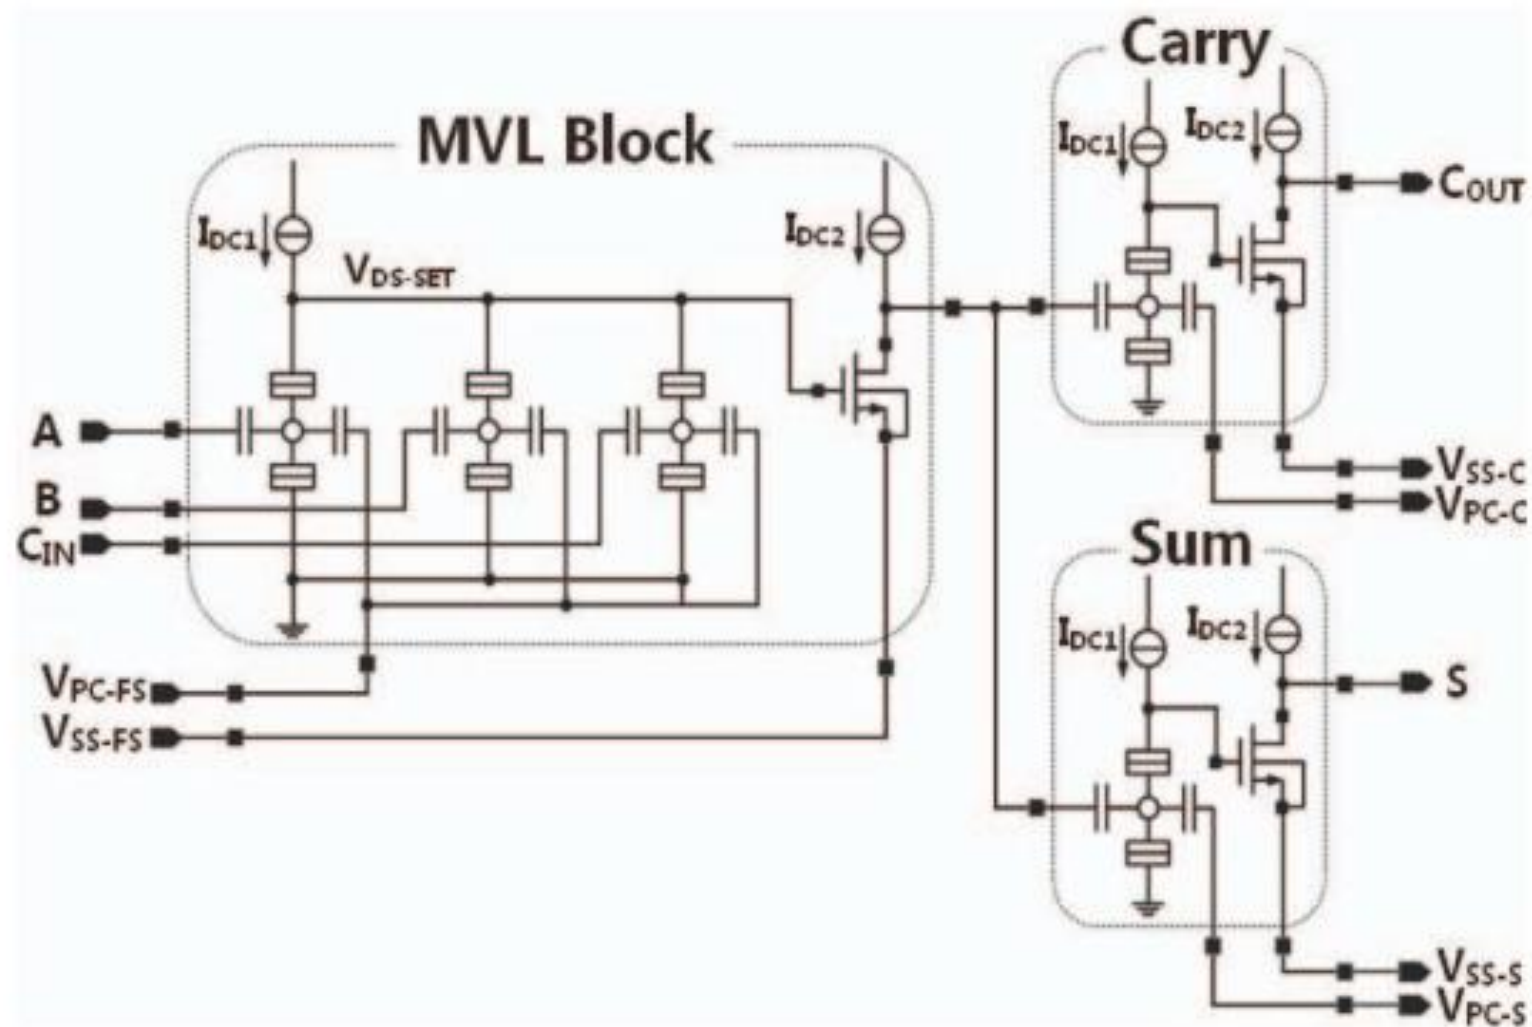 Carry
MVL Block
IDC1
IDC2
COUT
IDC1
IDC2
VDS-SET
A
B
CIN
VSS-C
VPC-C
Sum
IDC1
IDC2
VPC-FS
VSS-FS
S
VSS-S
VPC-S